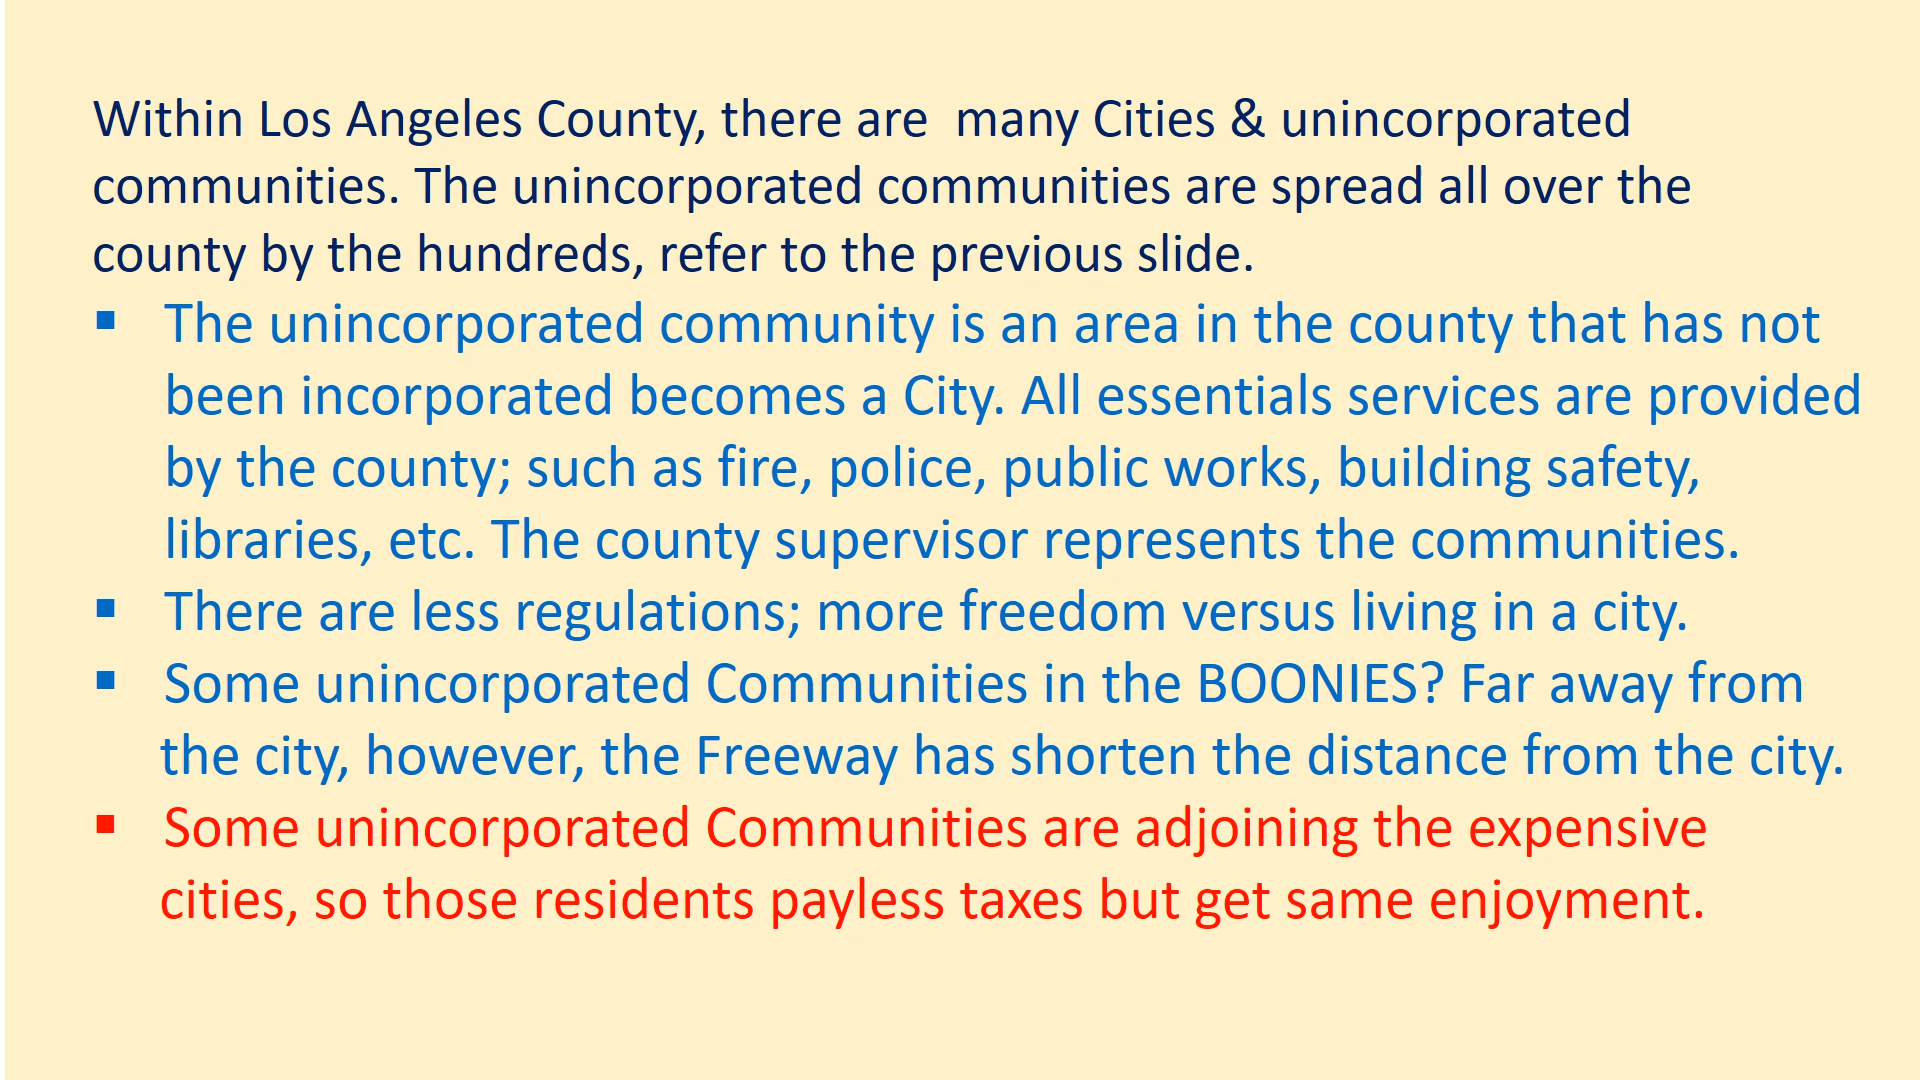 Within Los Angeles County, there are  many Cities & unincorporated
communities. The unincorporated communities are spread all over the
county by the hundreds, refer to the previous slide.
▪ The unincorporated community is an area in the county that has not
been incorporated becomes a City. All essentials services are provided
by the county; such as fire, police, public works, building safety,
libraries, etc. The county supervisor represents the communities.
▪ There are less regulations; more freedom versus living in a city.
▪ Some unincorporated Communities in the BOONIES? Far away from
the city, however, the Freeway has shorten the distance from the city.
▪ Some unincorporated Communities are adjoining the expensive
cities, so those residents payless taxes but get same enjoyment.